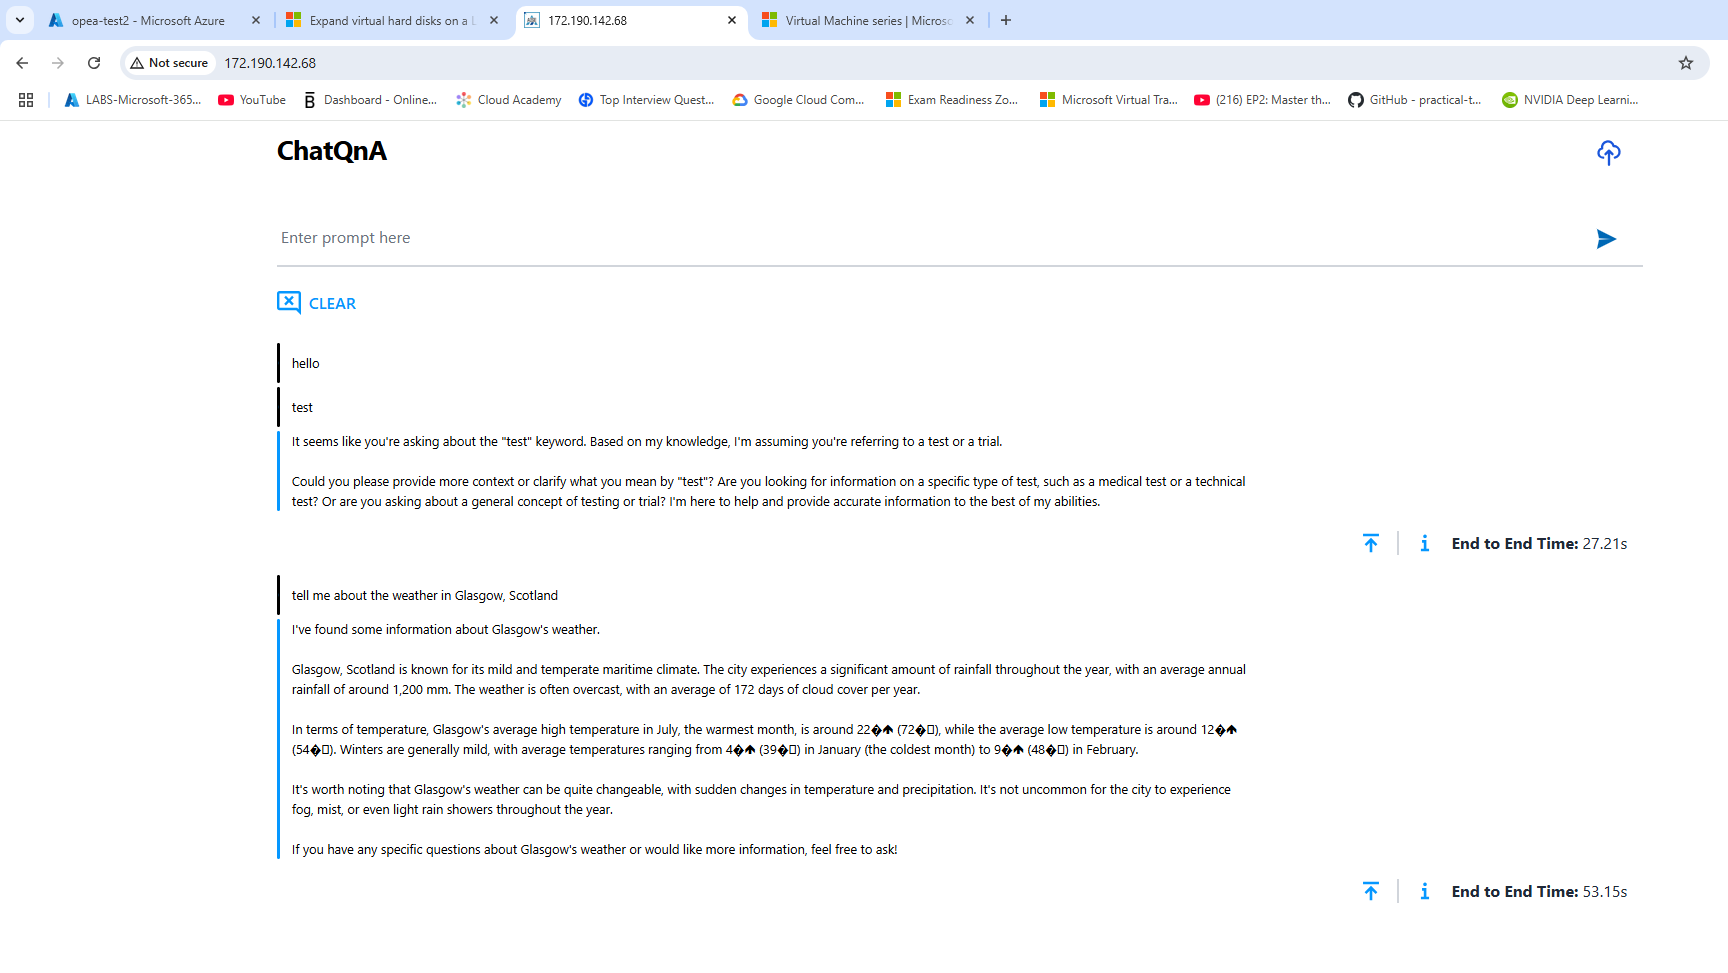 opea-test2 - Microsoft Azure
Expand virtual hard disks on a L
172.190.142.68
Virtual Machine series | Microso
Not secure
172.190.142.68
LABS-Microsoft-365...
YouTube
Dashboard - Online...
Cloud Academy
Top Interview Quest...
Google Cloud Com...
Exam Readiness Zo...
Microsoft Virtual Tra...
(216) EP2: Master th...
GitHub - practical-t...
NVIDIA Deep Learni...
ChatQnA
Enter prompt here
CLEAR
hello
test
It seems like you're asking about the "test" keyword. Based on my knowledge, I'm assuming you're referring to a test or a trial.
Could you please provide more context or clarify what you mean by "test"? Are you looking for information on a specific type of test, such as a medical test or a technical
test? Or are you asking about a general concept of testing or trial? I'm here to help and provide accurate information to the best of my abilities.
End to End Time: 27.21s
tell me about the weather in Glasgow, Scotland
I've found some information about Glasgow's weather.
Glasgow, Scotland is known for its mild and temperate maritime climate. The city experiences a significant amount of rainfall throughout the year, with an average annual
rainfall of around 1,200 mm. The weather is often overcast, with an average of 172 days of cloud cover per year.
In terms of temperature, Glasgow's average high temperature in July, the warmest month, is around 22�🡹 (72�▯), while the average low temperature is around 12�🡹
(54�▯). Winters are generally mild, with average temperatures ranging from 4�🡹 (39�▯) in January (the coldest month) to 9�🡹 (48�▯) in February.
It's worth noting that Glasgow's weather can be quite changeable, with sudden changes in temperature and precipitation. It's not uncommon for the city to experience
fog, mist, or even light rain showers throughout the year.
If you have any specific questions about Glasgow's weather or would like more information, feel free to ask!
End to End Time: 53.15s